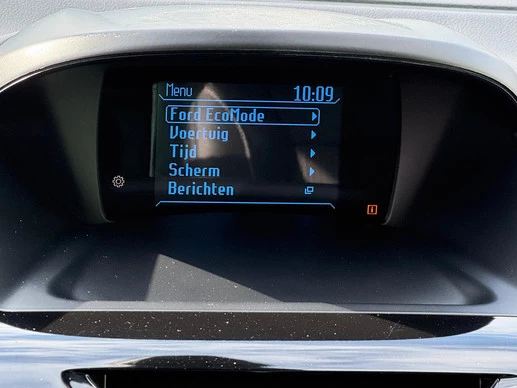 Menu 10:09
Ford EcoMode
Voertuig
Tijd
Scherm
Berichten